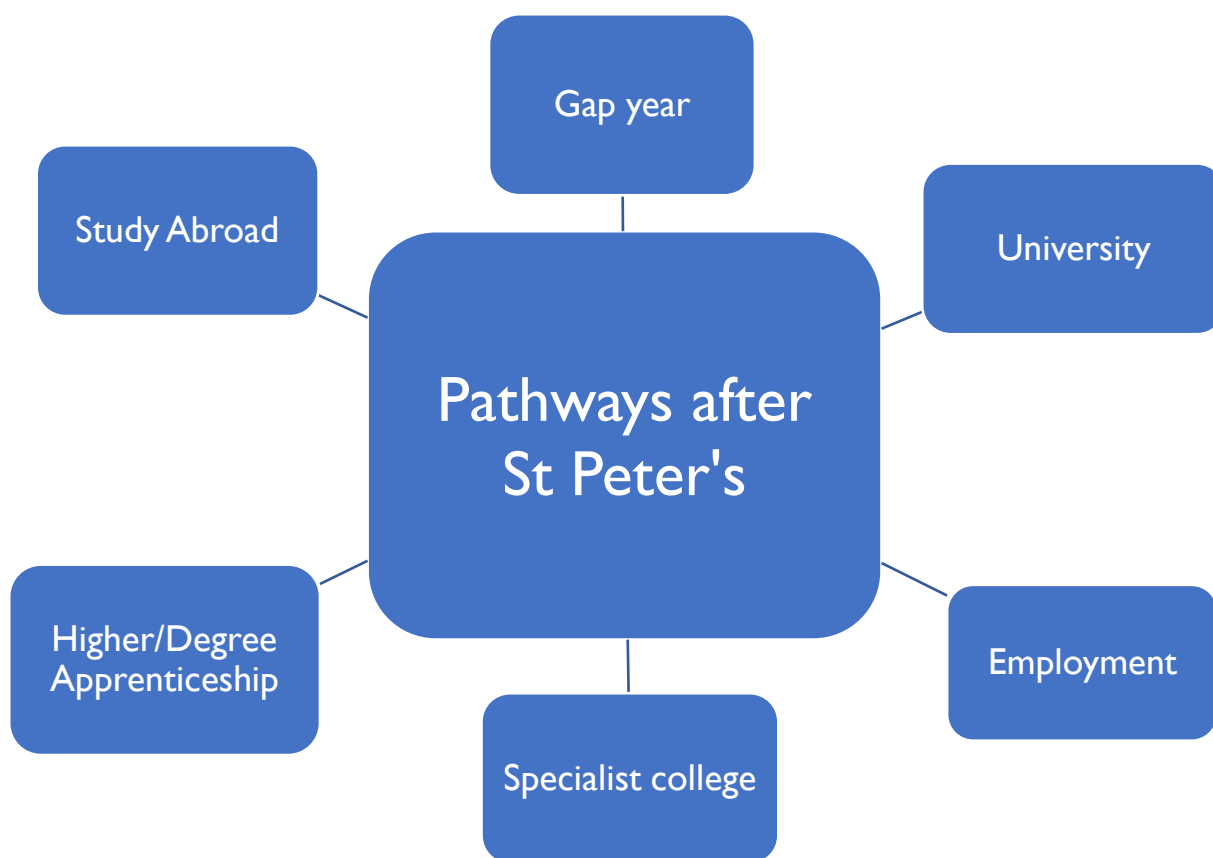 Gap year
Study Abroad
University
Pathways after
St Peter's
Higher/Degree
Apprenticeship
Employment
Specialist college